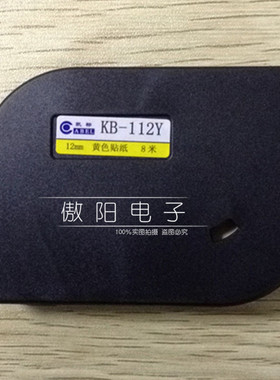 凯标
CABEL
KB-112Y
12mm 黄色贴纸 8米
傲阳电子
100%实图拍摄 盗图必究